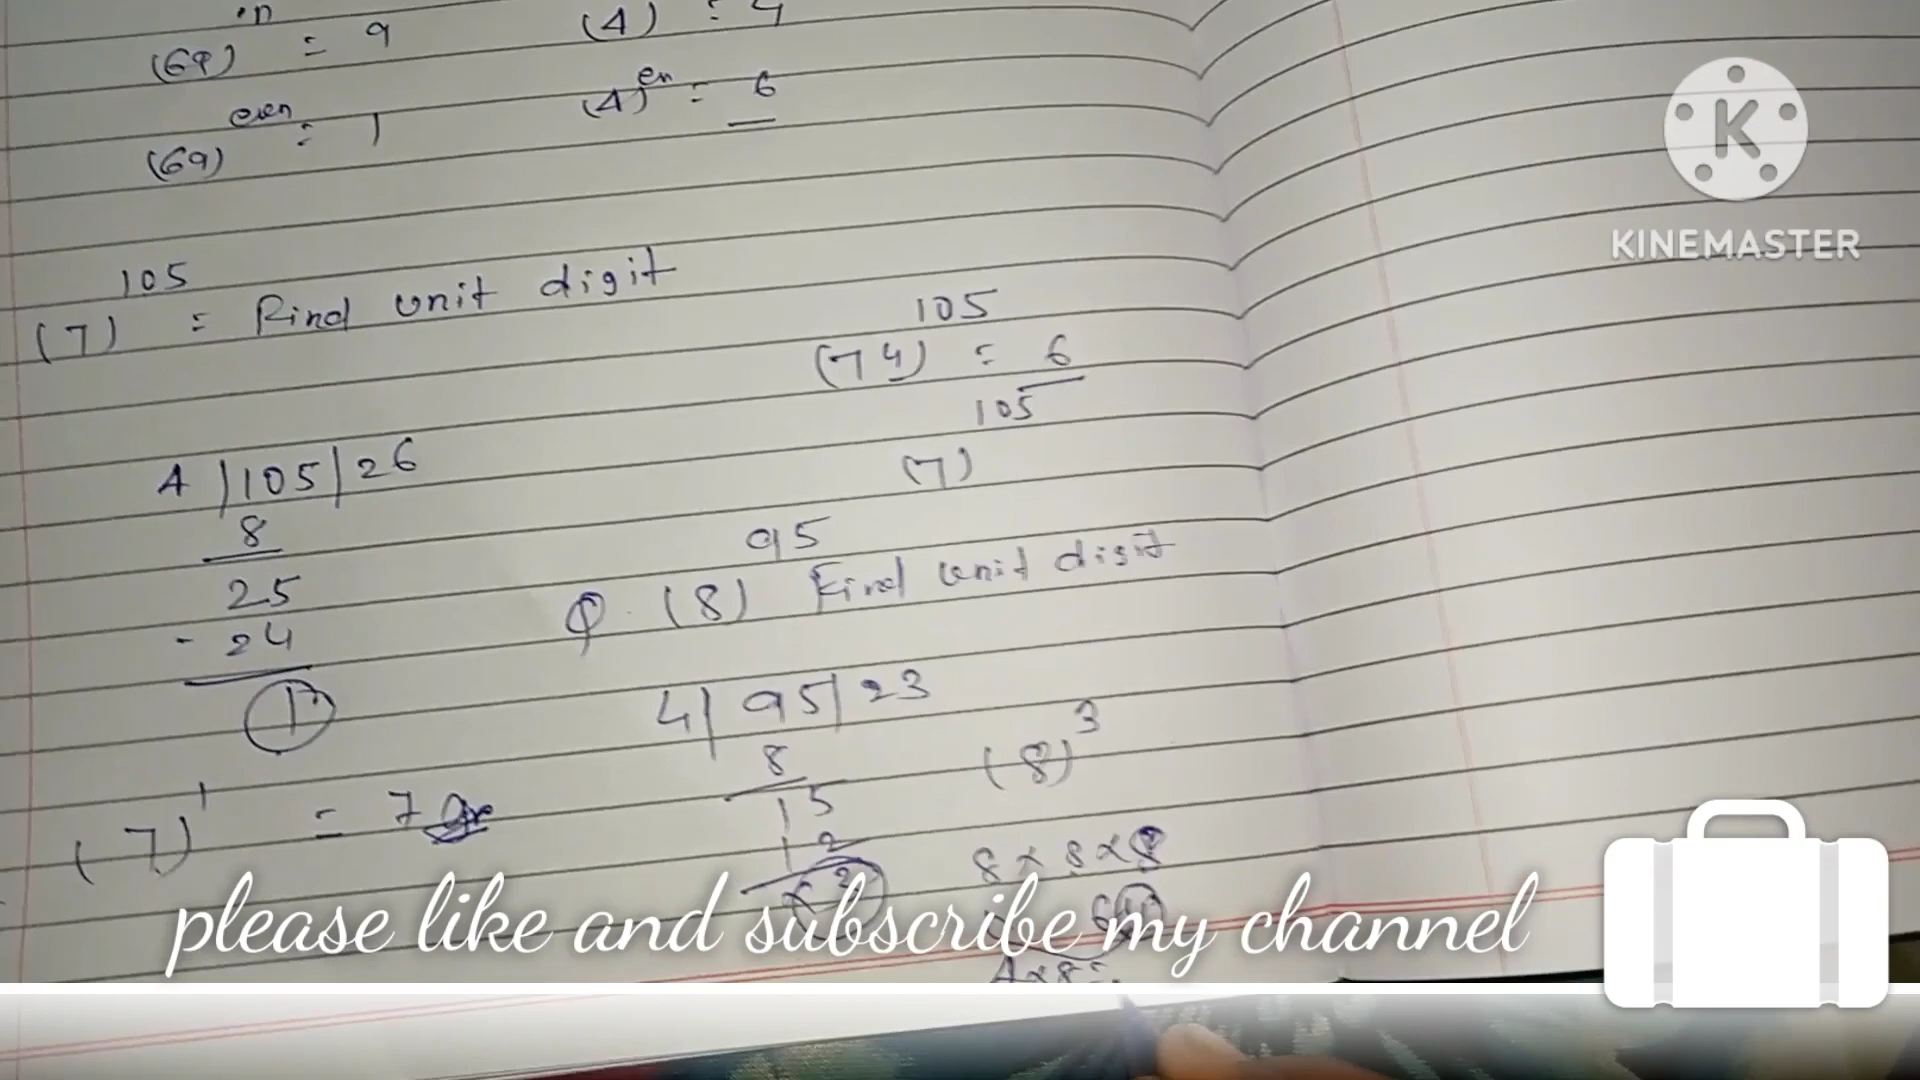 (69)ⁿ = 9
(4) = 4
(69)^even = 1
(4)^en = 6
(7)^105 = Find unit digit
4 ) 105 ( 26
8
25
- 24
1
(7)^1 = 7
(74)^105 = 6
(7)^105
Q. (8)^95 Find unit digit
4 | 95 | 23
8
15
12
(8)^3
8 x 8 x 8
64
4x8=
KINEMASTER
please like and subscribe my channel